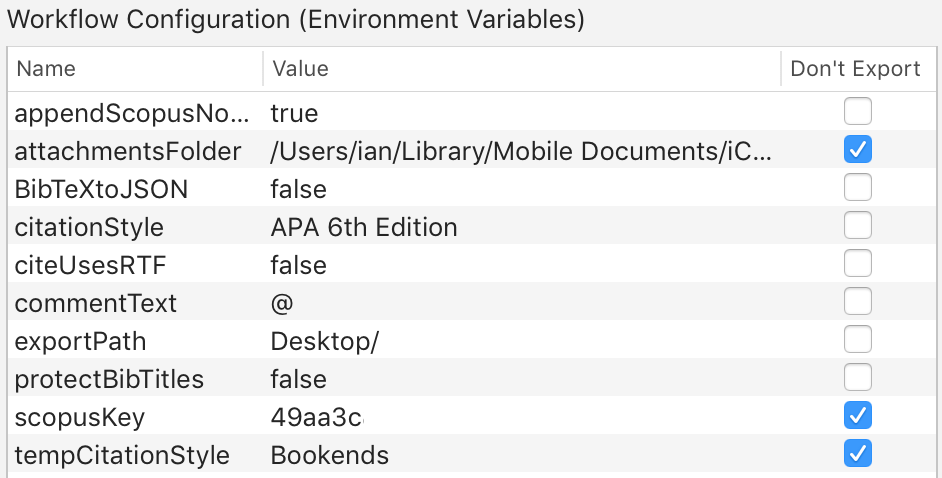 Workflow Configuration (Environment Variables)
Name Value Don't Export
appendScopusNo... true
attachmentsFolder /Users/ian/Library/Mobile Documents/iC...
BibTeXtoJSON false
citationStyle APA 6th Edition
citeUsesRTF false
commentText @
exportPath Desktop/
protectBibTitles false
scopusKey 49aa3c
tempCitationStyle Bookends